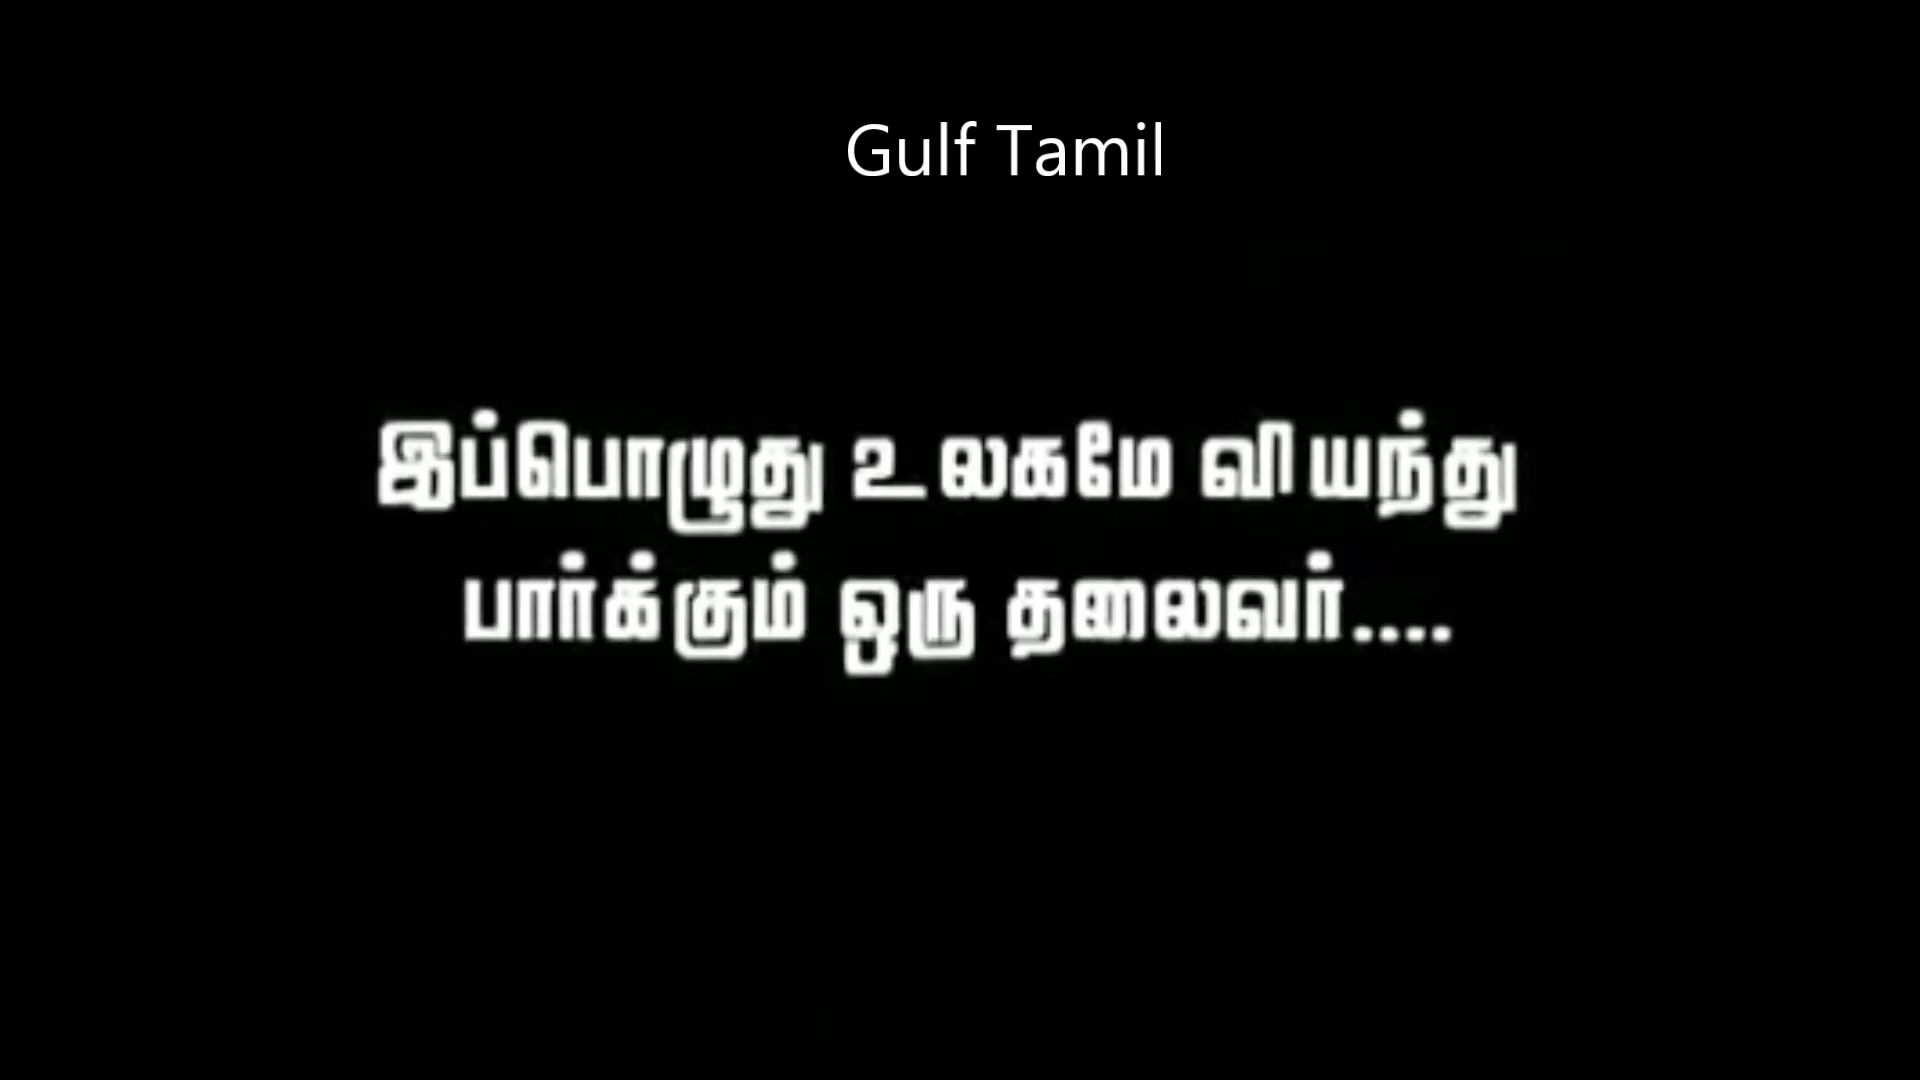 Gulf Tamil
இப்பொழுது உலகமே வியந்து
பார்க்கும் ஒரு தலைவர்....